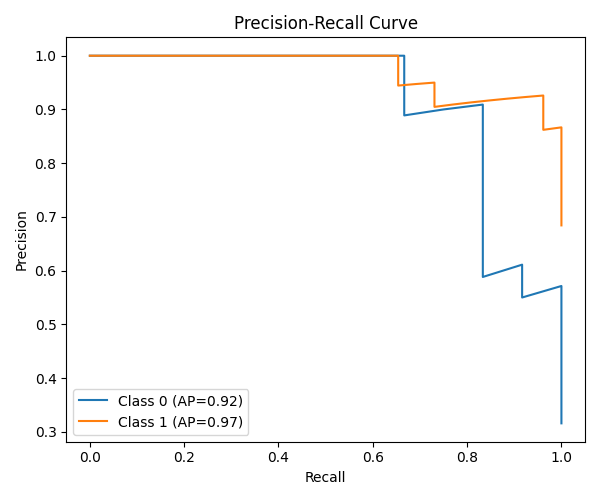 Precision-Recall Curve
Precision
1.0
0.9
0.8
0.7
0.6
0.5
0.4
0.3
Class 0 (AP=0.92)
Class 1 (AP=0.97)
0.0 0.2 0.4 0.6 0.8 1.0
Recall